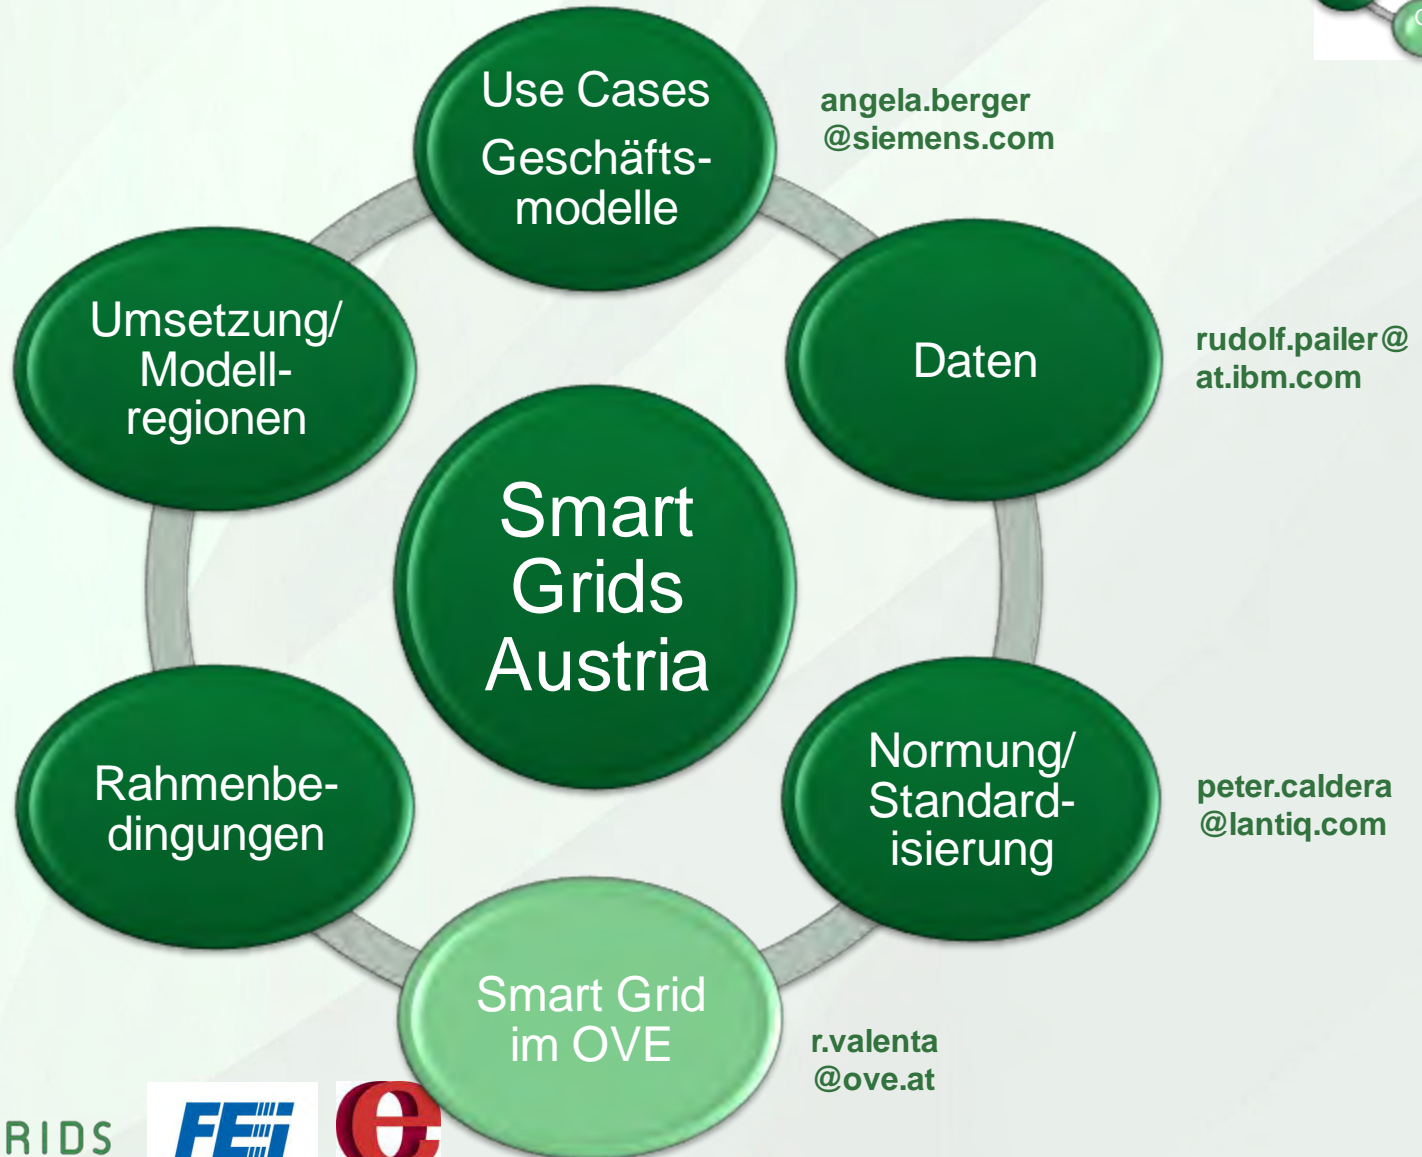 Use Cases
Geschäfts-
modelle
angela.berger
@siemens.com
Umsetzung/
Modell-
regionen
Daten
rudolf.pailer@
at.ibm.com
Smart
Grids
Austria
Rahmenbe-
dingungen
Normung/
Standard-
isierung
peter.caldera
@lantiq.com
Smart Grid
im OVE
r.valenta
@ove.at
RIDS
FEi
e